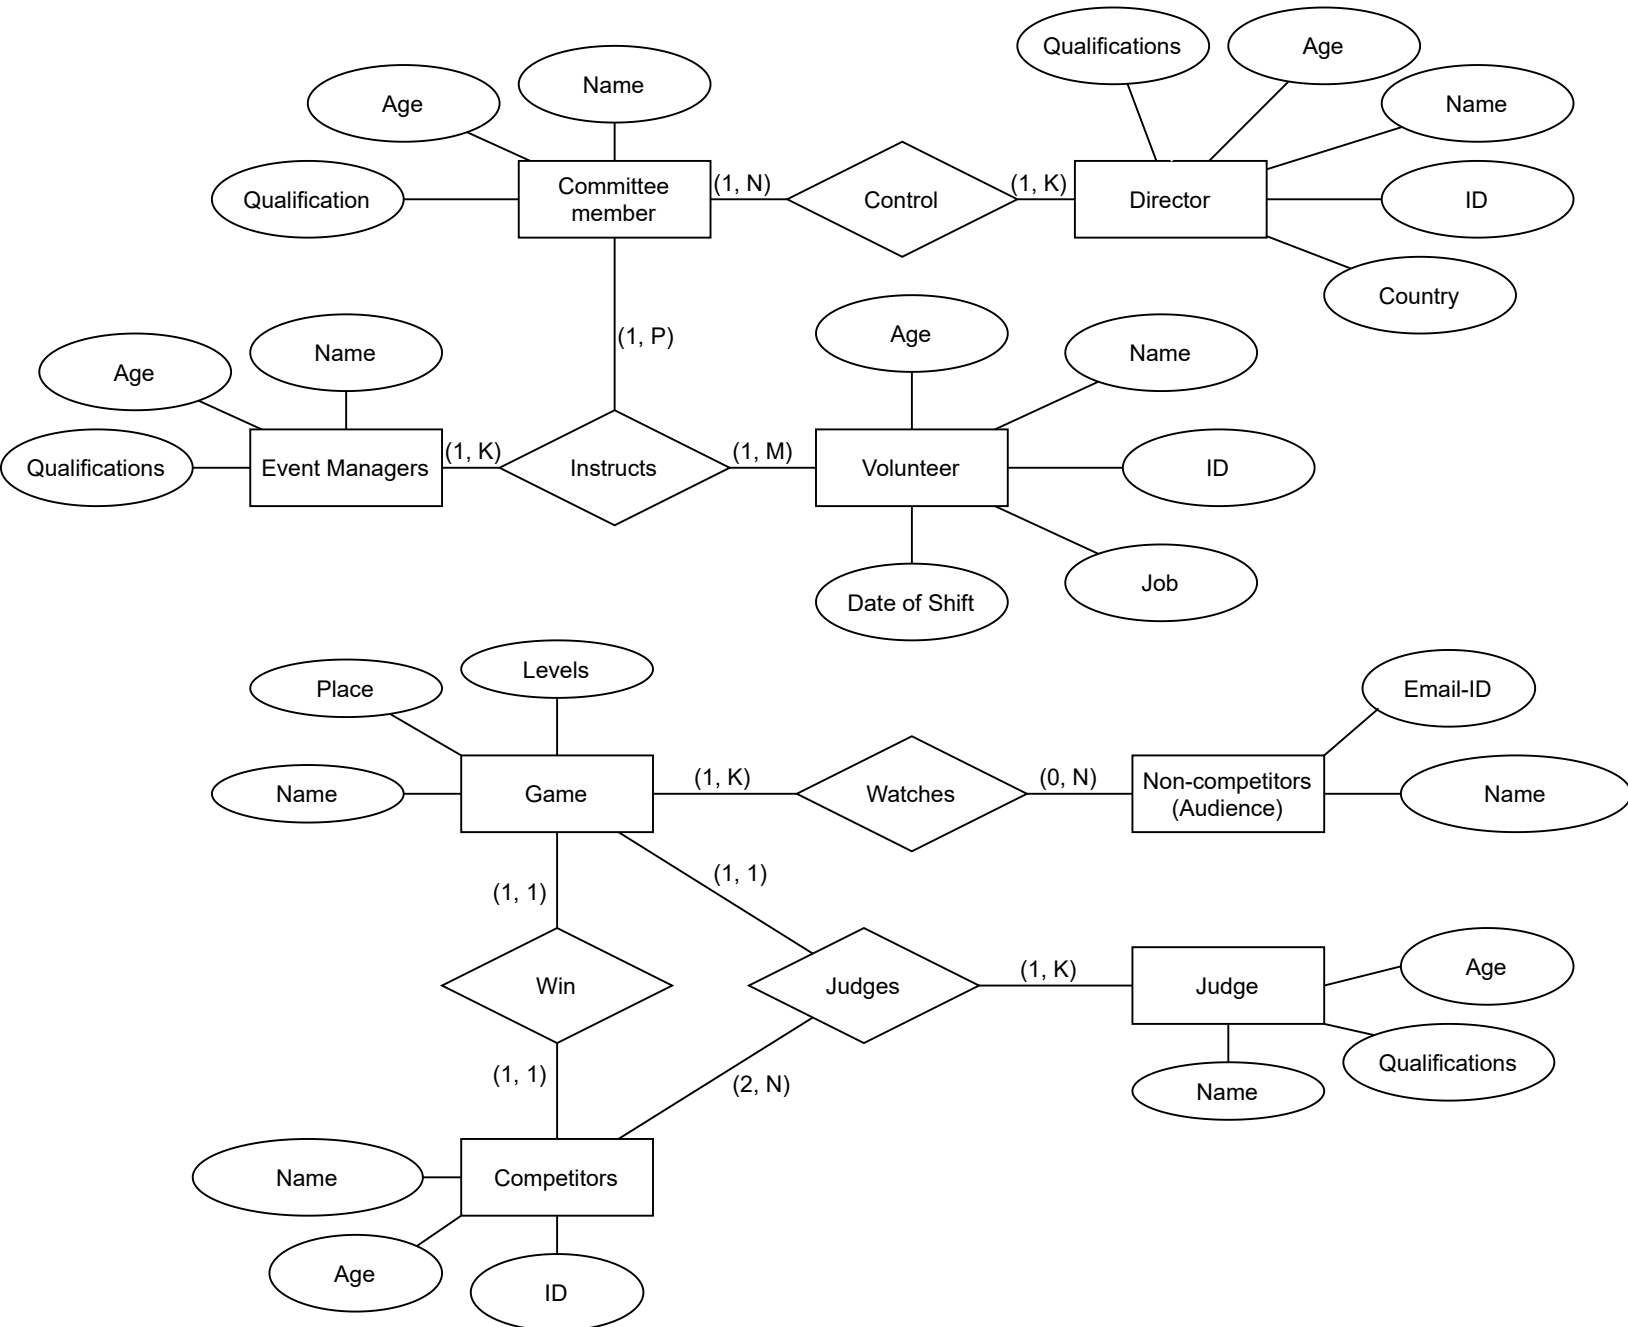 Qualifications
Age
Name
Age
Name
Qualification
Committee
member
(1, N)
Control
(1, K)
Director
ID
Country
(1, P)
Age
Name
Name
Age
Qualifications
Event Managers
(1, K)
Instructs
(1, M)
Volunteer
ID
Date of Shift
Job
Levels
Place
Email-ID
Name
Game
(1, K)
Watches
(0, N)
Non-competitors
(Audience)
Name
(1, 1)
(1, 1)
Win
Judges
(1, K)
Judge
Age
Qualifications
Name
(1, 1)
(2, N)
Name
Competitors
Age
ID